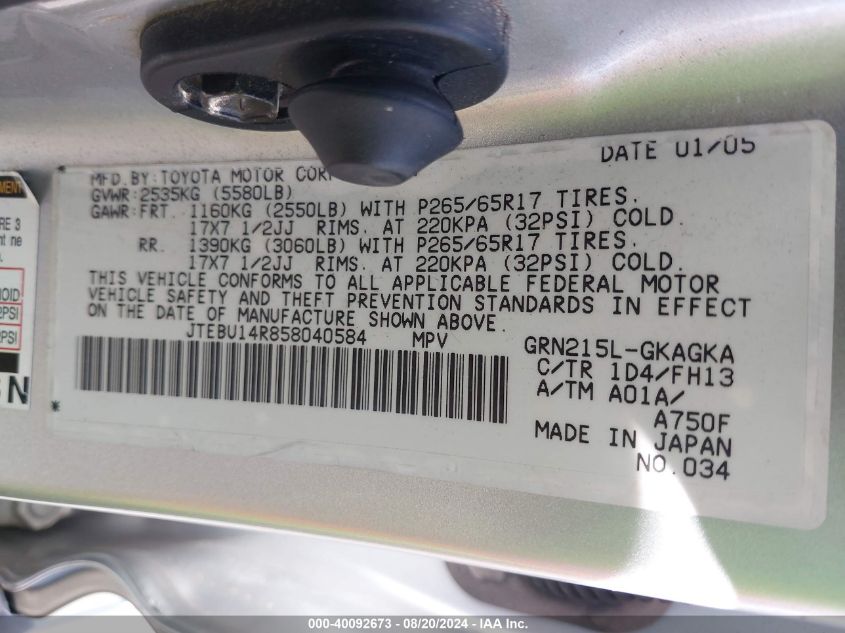 DATE 01/05
MFD.BY:TOYOTA MOTOR
GVWR:2535KG (5580LB)
GAWR:FRT. 1160KG (2550LB) WITH P265/65R17 TIRES.
17X7 1/2JJ RIMS. AT 220KPA (32PSI) COLD.
RR. 1390KG (3060LB) WITH P265/65R17 TIRES.
17X7 1/2JJ RIMS. AT 220KPA (32PSI) COLD.
THIS VEHICLE CONFORMS TO ALL APPLICABLE FEDERAL MOTOR
VEHICLE SAFETY AND THEFT PREVENTION STANDARDS IN EFFECT
ON THE DATE OF MANUFACTURE SHOWN ABOVE.
JTEBU14R858040584 MPV
GRN215L-GKAGKA
C/TR 1D4/FH13
A/TM A01A/
A750F
MADE IN JAPAN
NO.034
000-40092673 - 08/20/2024 - IAA Inc.